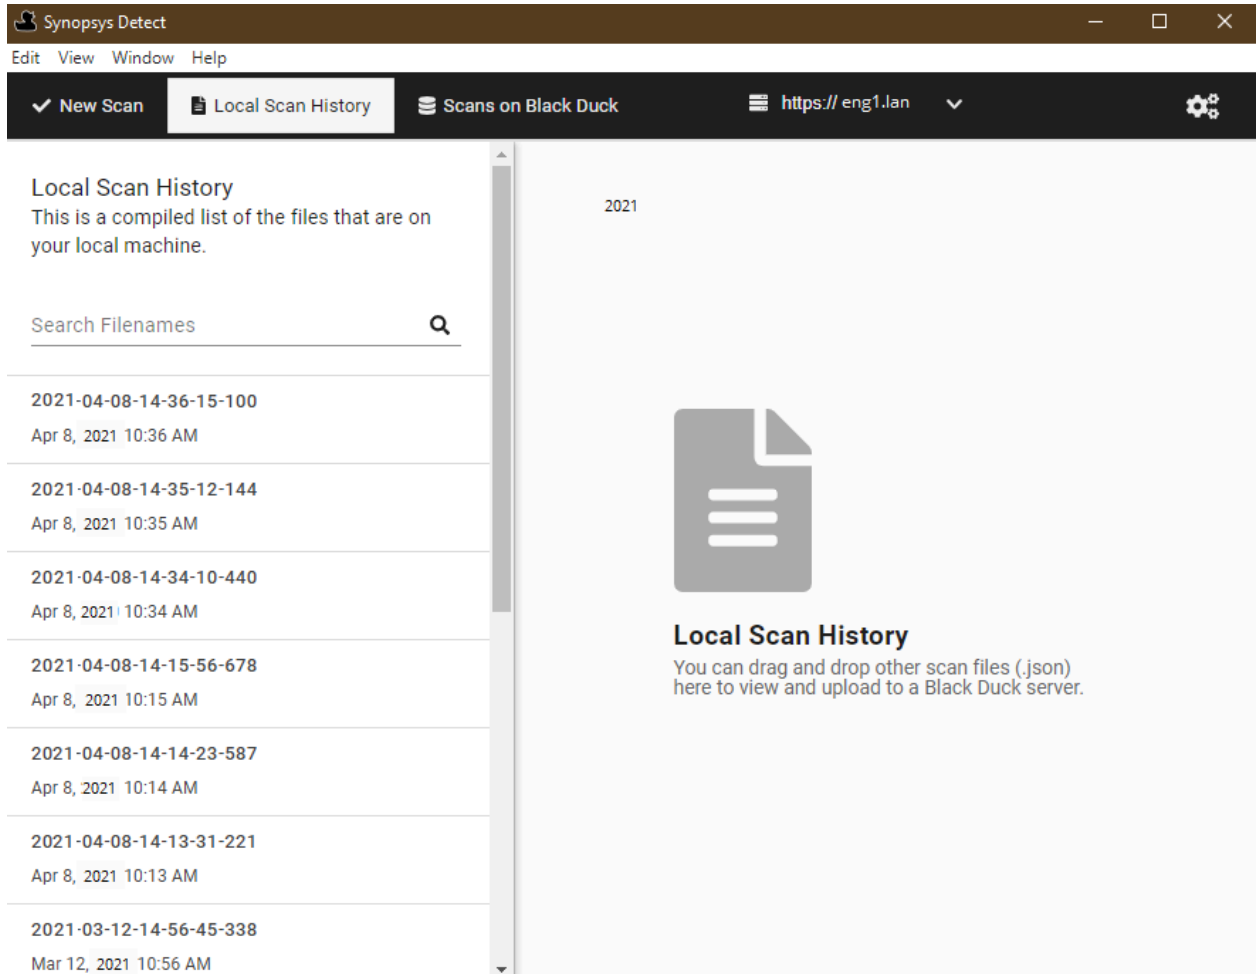 Synopsys Detect
Edit View Window Help
New Scan Local Scan History Scans on Black Duck https:// eng1.lan
Local Scan History
This is a compiled list of the files that are on
your local machine.
Search Filenames
2021-04-08-14-36-15-100
Apr 8, 2021 10:36 AM
2021-04-08-14-35-12-144
Apr 8, 2021 10:35 AM
2021-04-08-14-34-10-440
Apr 8, 2021 10:34 AM
2021-04-08-14-15-56-678
Apr 8, 2021 10:15 AM
2021-04-08-14-14-23-587
Apr 8, 2021 10:14 AM
2021-04-08-14-13-31-221
Apr 8, 2021 10:13 AM
2021-03-12-14-56-45-338
Mar 12, 2021 10:56 AM
2021
Local Scan History
You can drag and drop other scan files (.json)
here to view and upload to a Black Duck server.